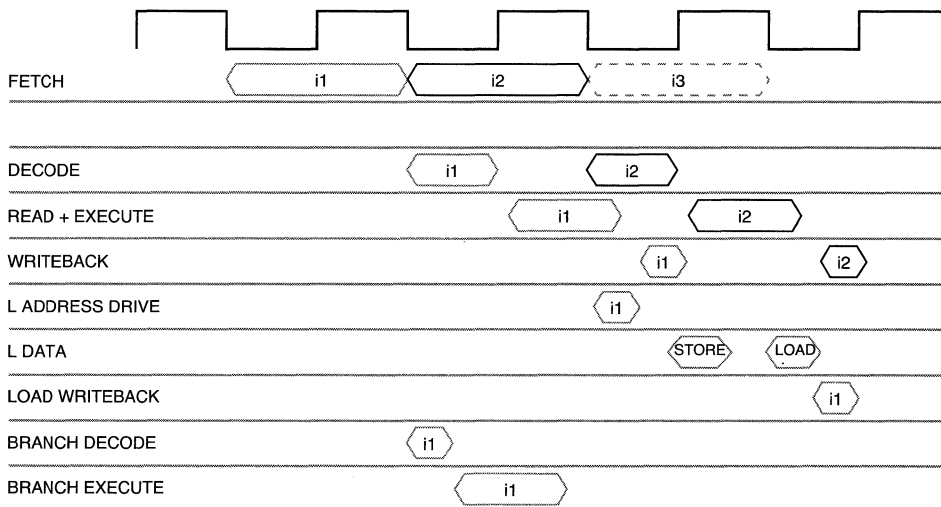 FETCH i1 i2 i3
DECODE i1 i2
READ + EXECUTE i1 i2
WRITEBACK i1 i2
L ADDRESS DRIVE i1
L DATA STORE LOAD
LOAD WRITEBACK i1
BRANCH DECODE i1
BRANCH EXECUTE i1